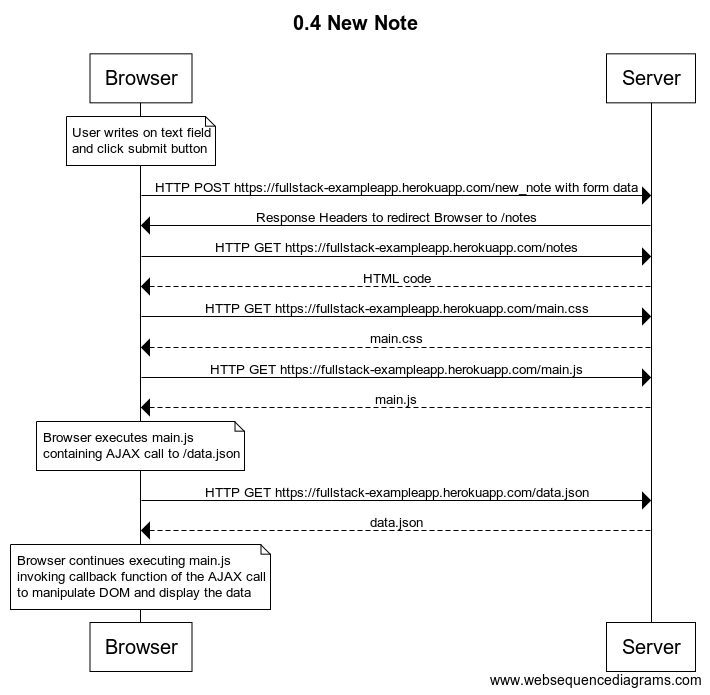 0.4 New Note
Browser
Server
User writes on text field
and click submit button
HTTP POST https://fullstack-exampleapp.herokuapp.com/new_note with form data
Response Headers to redirect Browser to /notes
HTTP GET https://fullstack-exampleapp.herokuapp.com/notes
HTML code
HTTP GET https://fullstack-exampleapp.herokuapp.com/main.css
main.css
HTTP GET https://fullstack-exampleapp.herokuapp.com/main.js
main.js
Browser executes main.js
containing AJAX call to /data.json
HTTP GET https://fullstack-exampleapp.herokuapp.com/data.json
data.json
Browser continues executing main.js
invoking callback function of the AJAX call
to manipulate DOM and display the data
Browser
Server
www.websequencediagrams.com